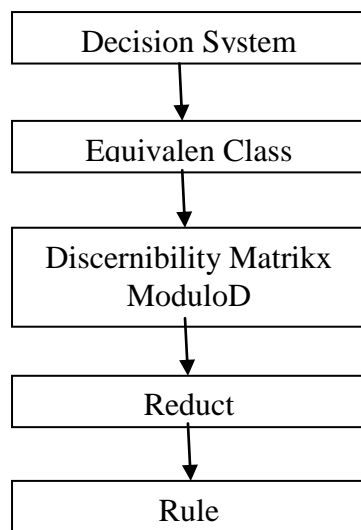 Decision System
Equivalen Class
Discernibility Matrikx
ModuloD
Reduct
Rule